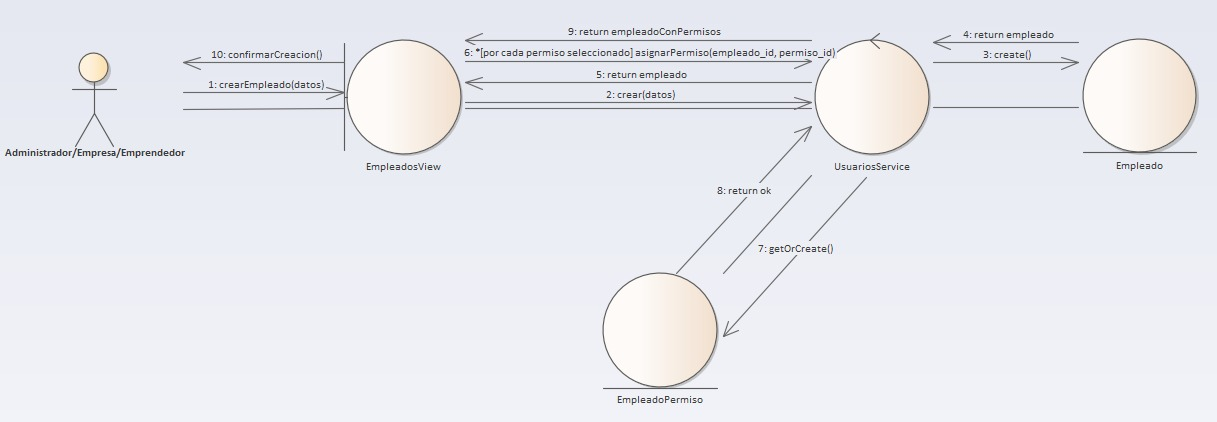 9: return empleadoConPermisos
4: return empleado
10: confirmarCreacion()
6: *[por cada permiso seleccionado] asignarPermiso(empleado_id, permiso_id)
3: create()
5: return empleado
1: crearEmpleado(datos)
2: crear(datos)
Administrador/Empresa/Emprendedor
EmpleadosView
UsuariosService
Empleado
8: return ok
7: getOrCreate()
EmpleadoPermiso